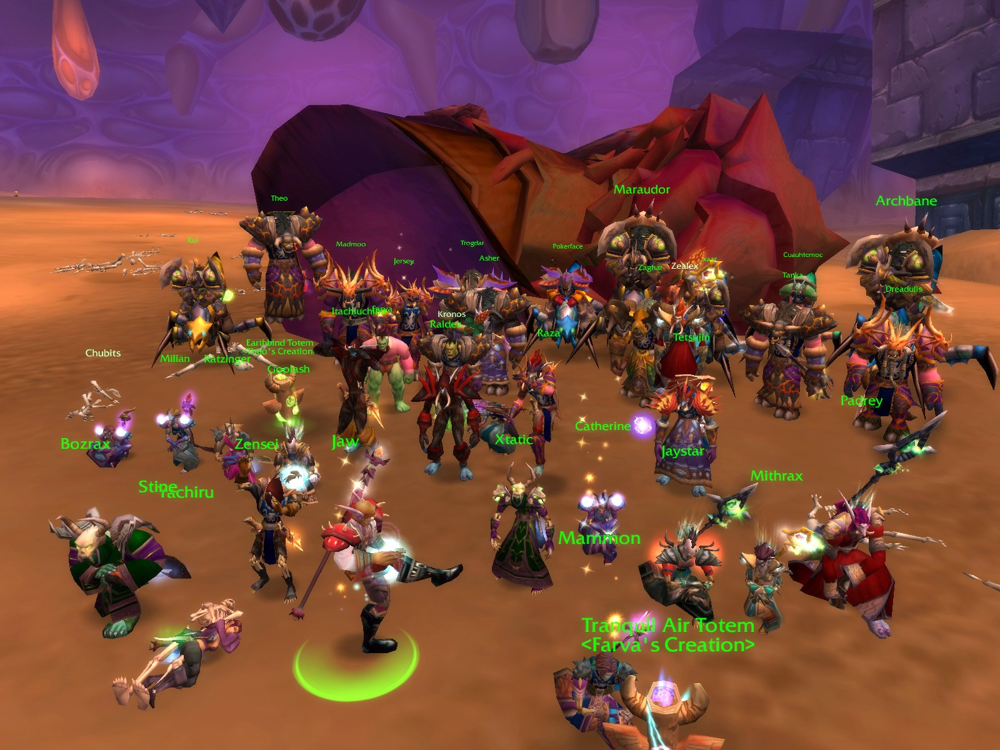 Maraudor
Theo
Archbane
Kul
Madmoo
Trogdar
Pokerface
Jersey
Asher
Cuauhtemoc
Zaghar
Zealex
Tanka
Dreadulis
Itachiuchiha
Farva
Kronos
Raldez
Raza
Tetsujin
Earthbind Totem
<Theo's Creation>
Chubits
Milian
Ratzinger
Goolash
Padrey
Catherine
Bozrax
Zensei
Jaw
Xtatic
Jaystar
Mithrax
Stine
Yachiru
Mammon
Tranquil Air Totem
<Farva's Creation>